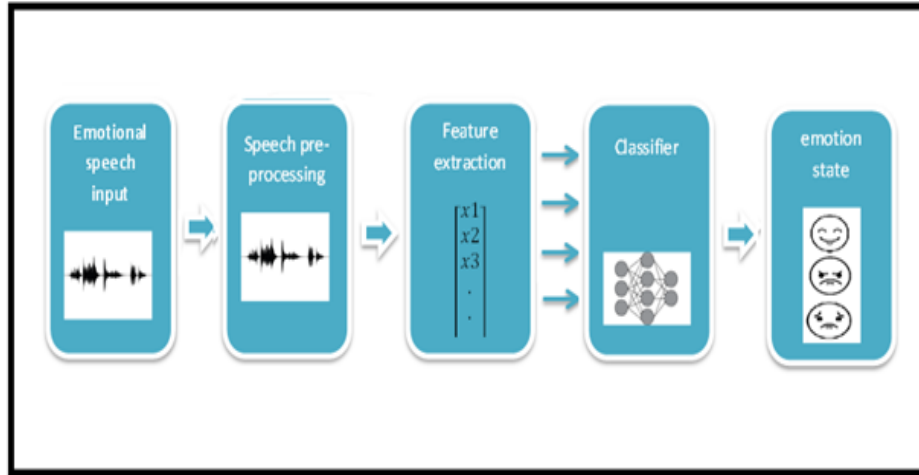 Emotional
speech
input
Speech pre-
processing
Feature
extraction
x1
x2
x3
.
.
Classifier
emotion
state